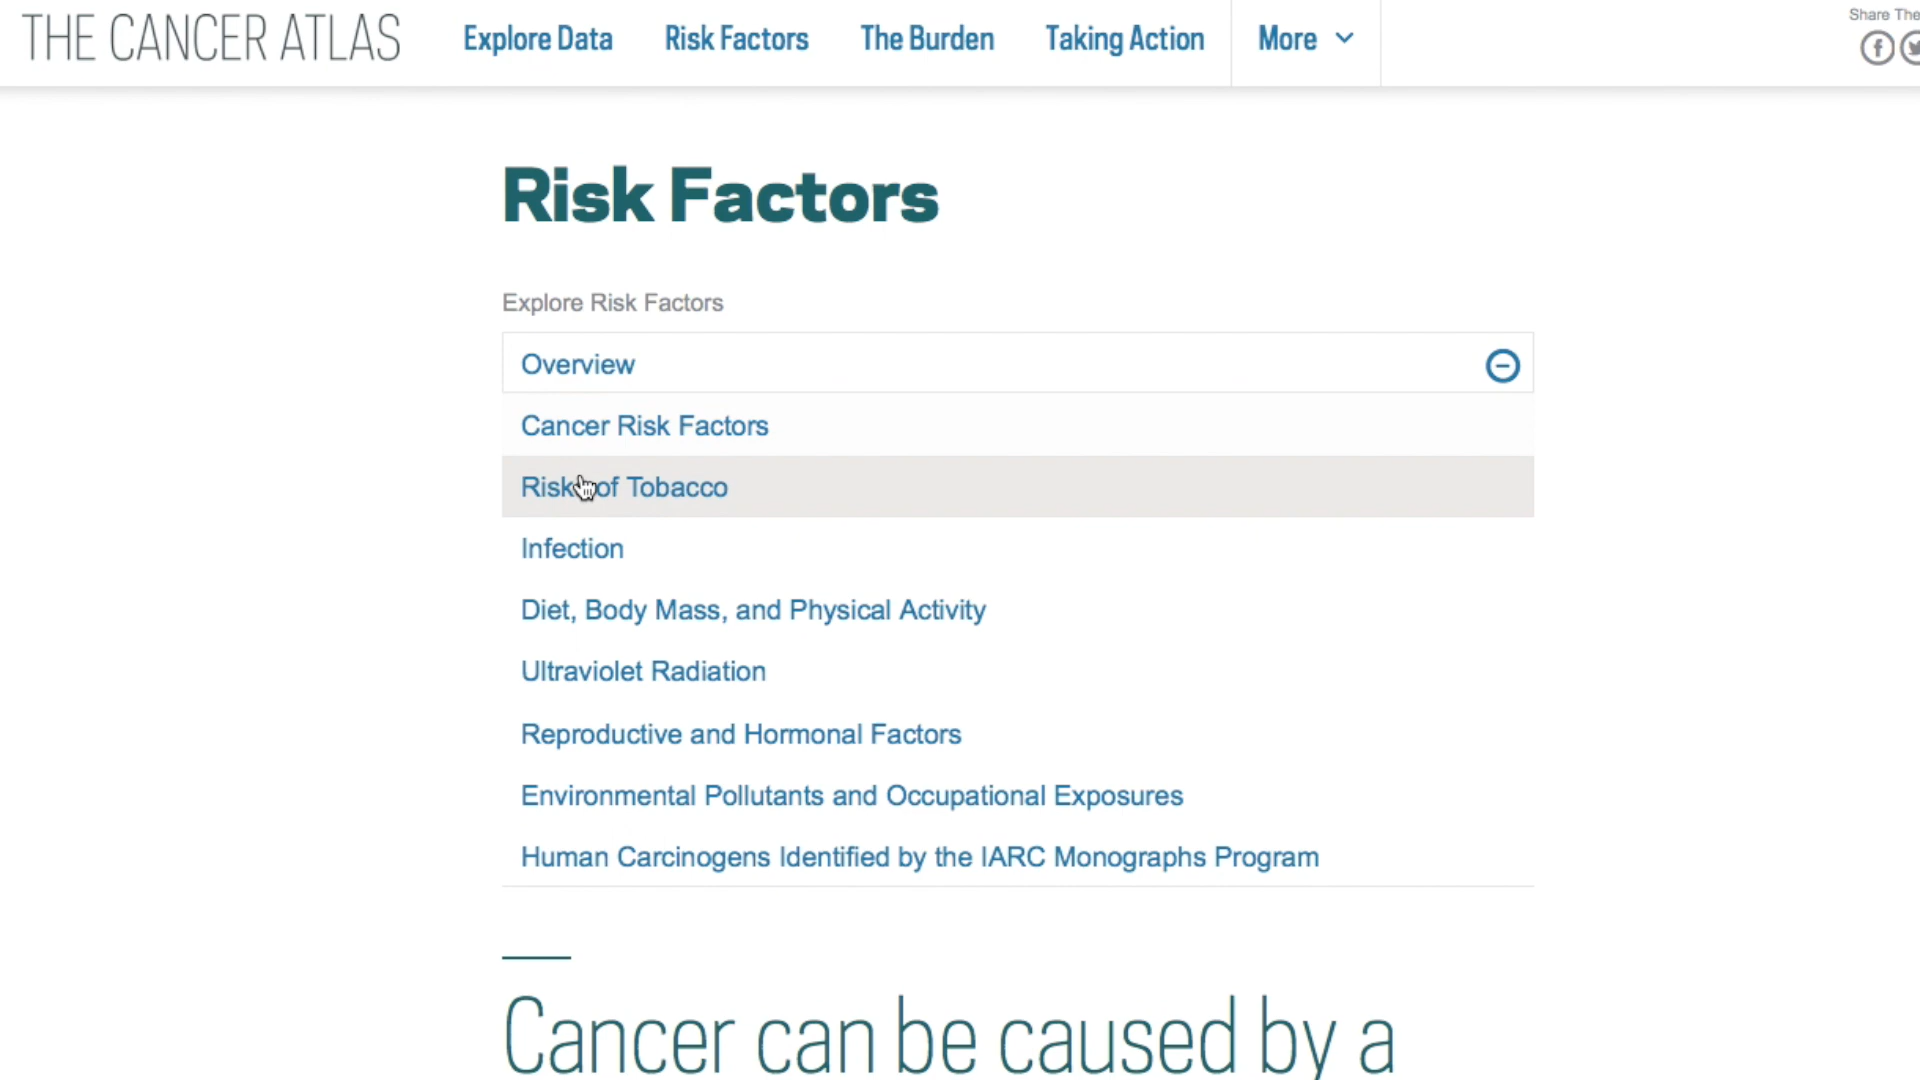 THE CANCER ATLAS
Explore Data
Risk Factors
The Burden
Taking Action
More
Share The
Risk Factors
Explore Risk Factors
Overview
Cancer Risk Factors
Risks of Tobacco
Infection
Diet, Body Mass, and Physical Activity
Ultraviolet Radiation
Reproductive and Hormonal Factors
Environmental Pollutants and Occupational Exposures
Human Carcinogens Identified by the IARC Monographs Program
Cancer can be caused by a